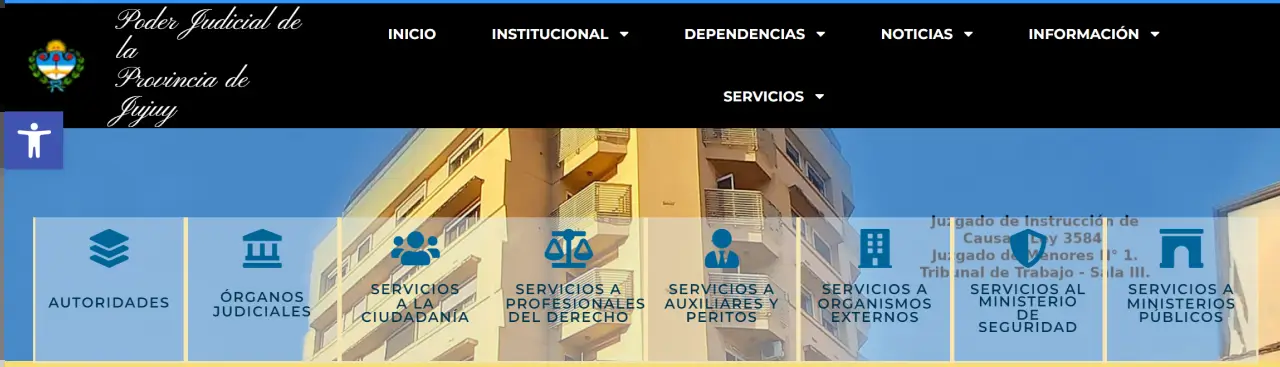 Poder Judicial de
la
Provincia de
Jujuy
INICIO
INSTITUCIONAL
DEPENDENCIAS
NOTICIAS
INFORMACIÓN
SERVICIOS
Juzgado de Instrucción de
Causas Ley 3584
Juzgado de Menores N° 1.
Tribunal de Trabajo - Sala III.
AUTORIDADES
ÓRGANOS
JUDICIALES
SERVICIOS
A LA
CIUDADANÍA
SERVICIOS A
PROFESIONALES
DEL DERECHO
SERVICIOS A
AUXILIARES Y
PERITOS
SERVICIOS A
ORGANISMOS
EXTERNOS
SERVICIOS AL
MINISTERIO
DE
SEGURIDAD
SERVICIOS A
MINISTERIOS
PÚBLICOS